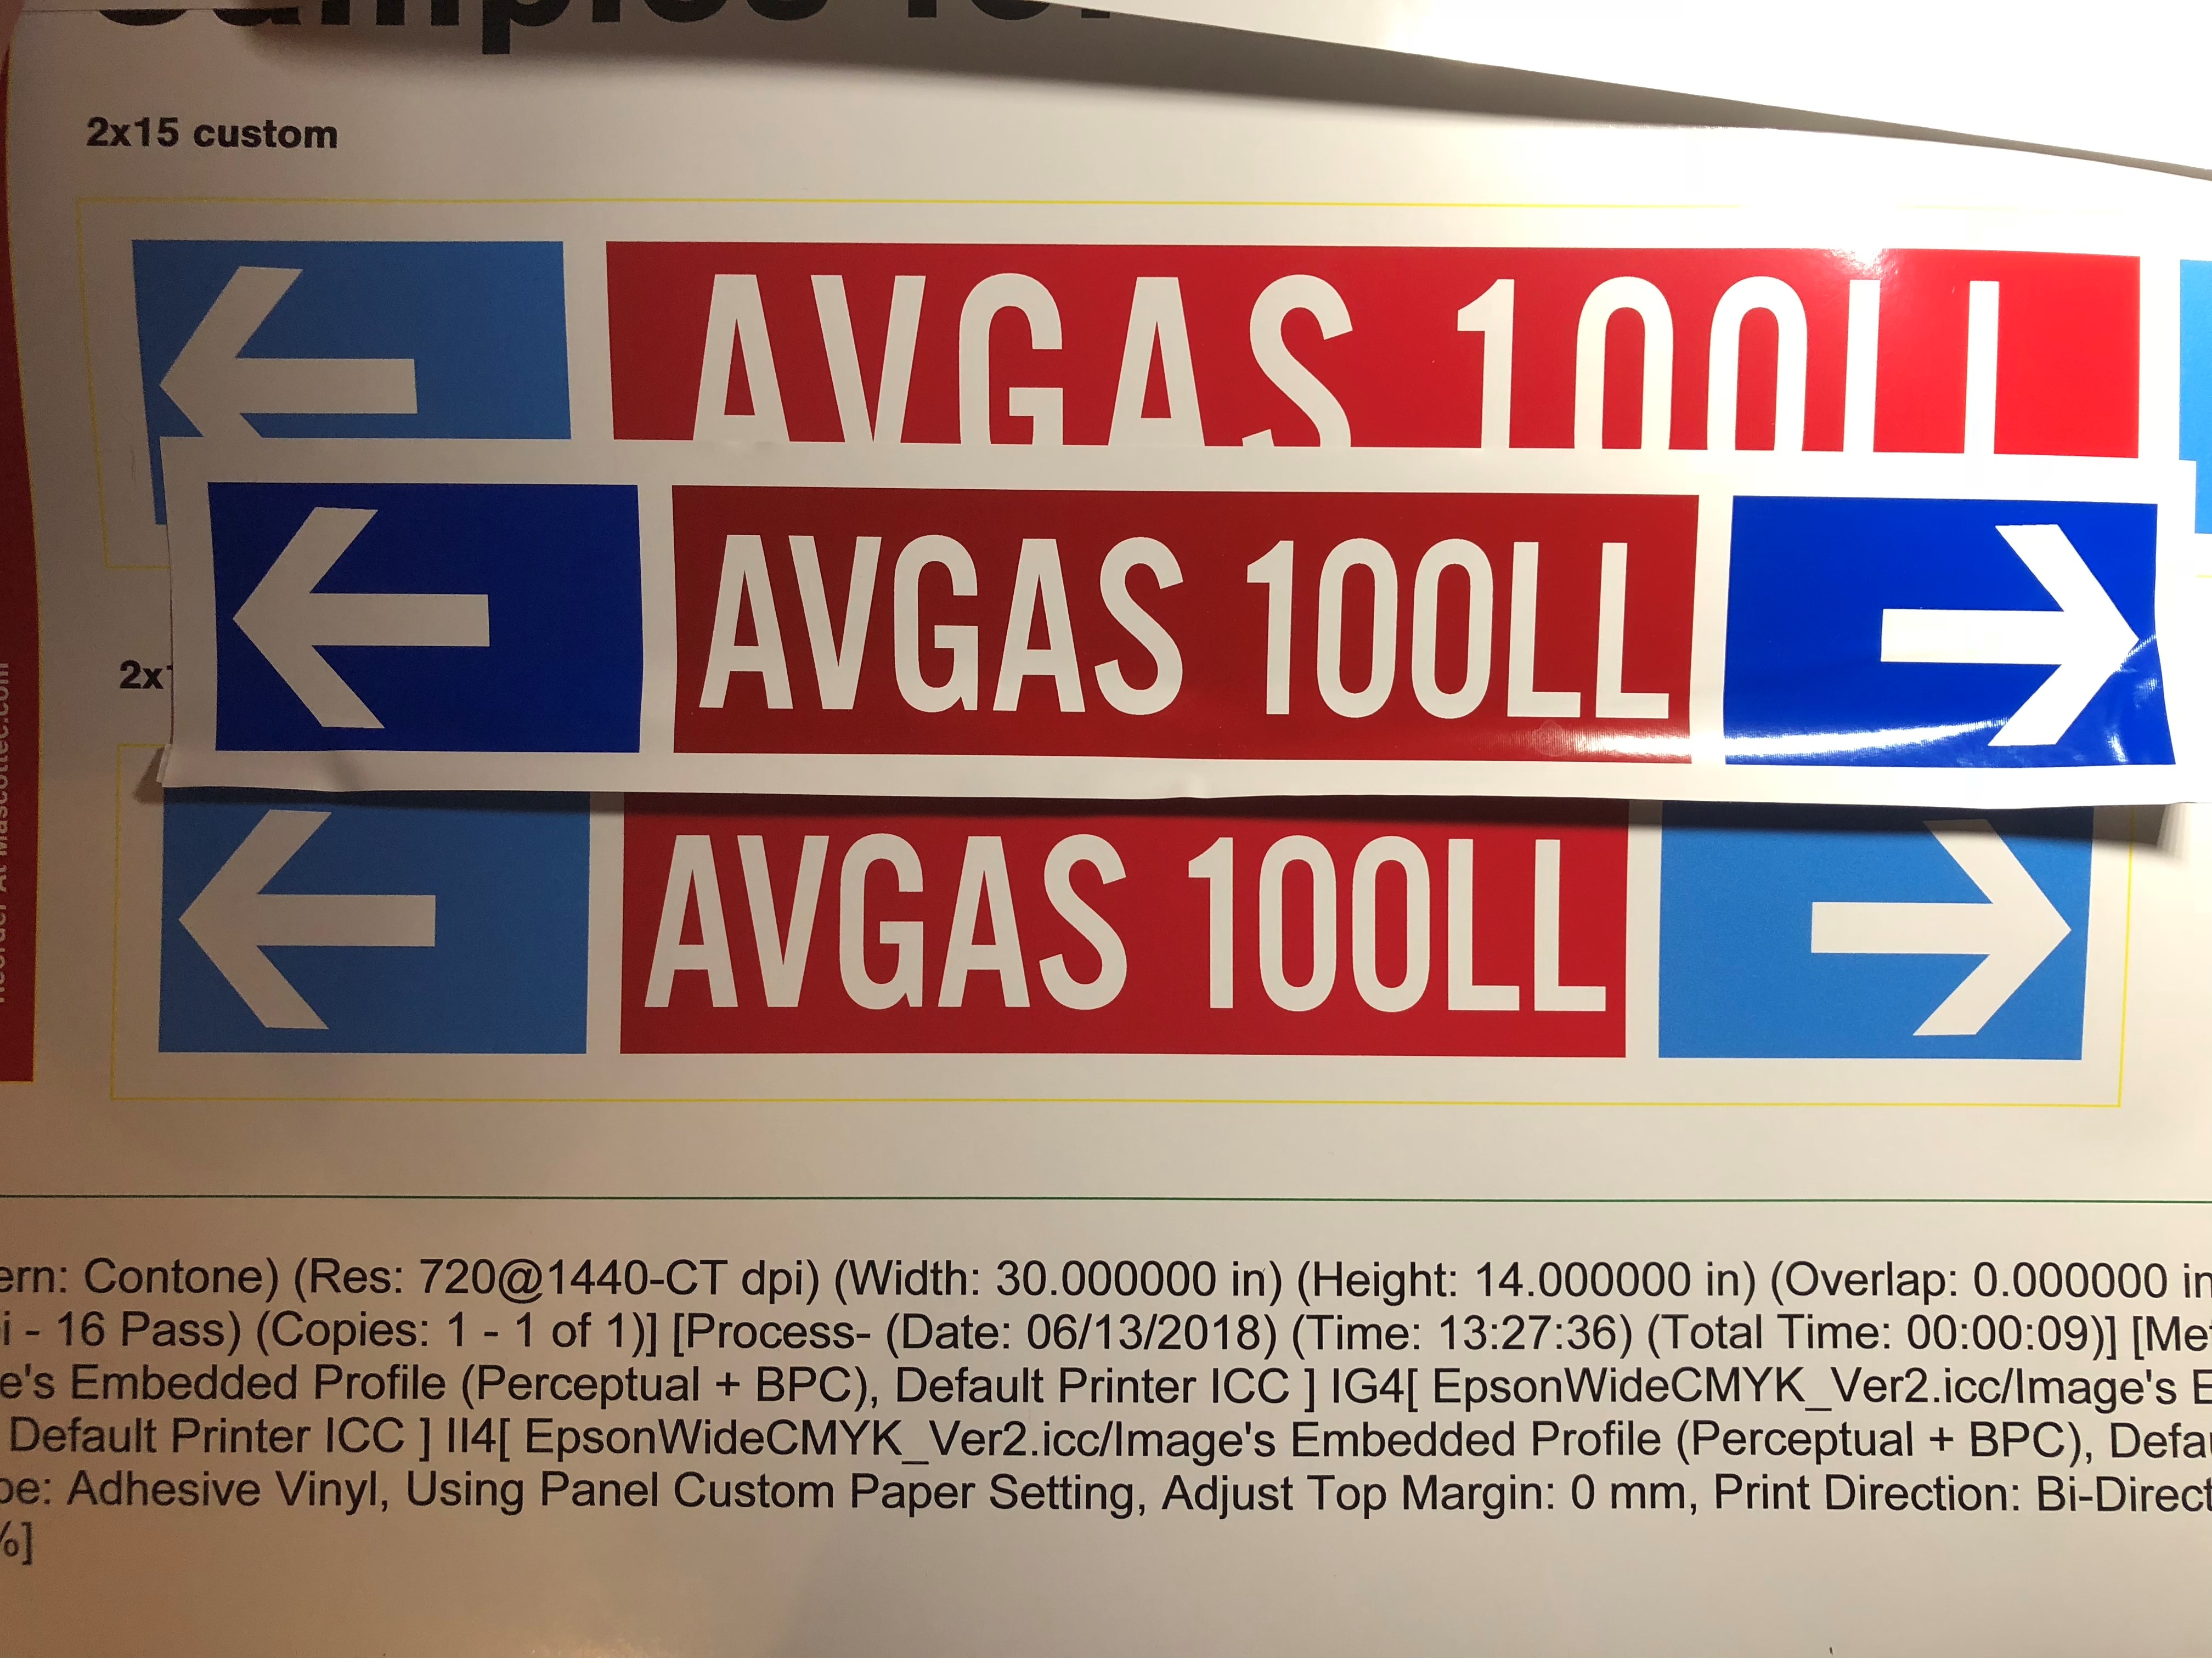 2x15 custom
AVGAS 100LL
AVGAS 100LL
2x
AVGAS 100LL
ern: Contone) (Res: 720@1440-CT dpi) (Width: 30.000000 in) (Height: 14.000000 in) (Overlap: 0.000000 in
i - 16 Pass) (Copies: 1 - 1 of 1)] [Process- (Date: 06/13/2018) (Time: 13:27:36) (Total Time: 00:00:09)] [Me
e's Embedded Profile (Perceptual + BPC), Default Printer ICC ] IG4[ EpsonWideCMYK_Ver2.icc/Image's E
Default Printer ICC ] II4[ EpsonWideCMYK_Ver2.icc/Image's Embedded Profile (Perceptual + BPC), Defau
pe: Adhesive Vinyl, Using Panel Custom Paper Setting, Adjust Top Margin: 0 mm, Print Direction: Bi-Direct
%]